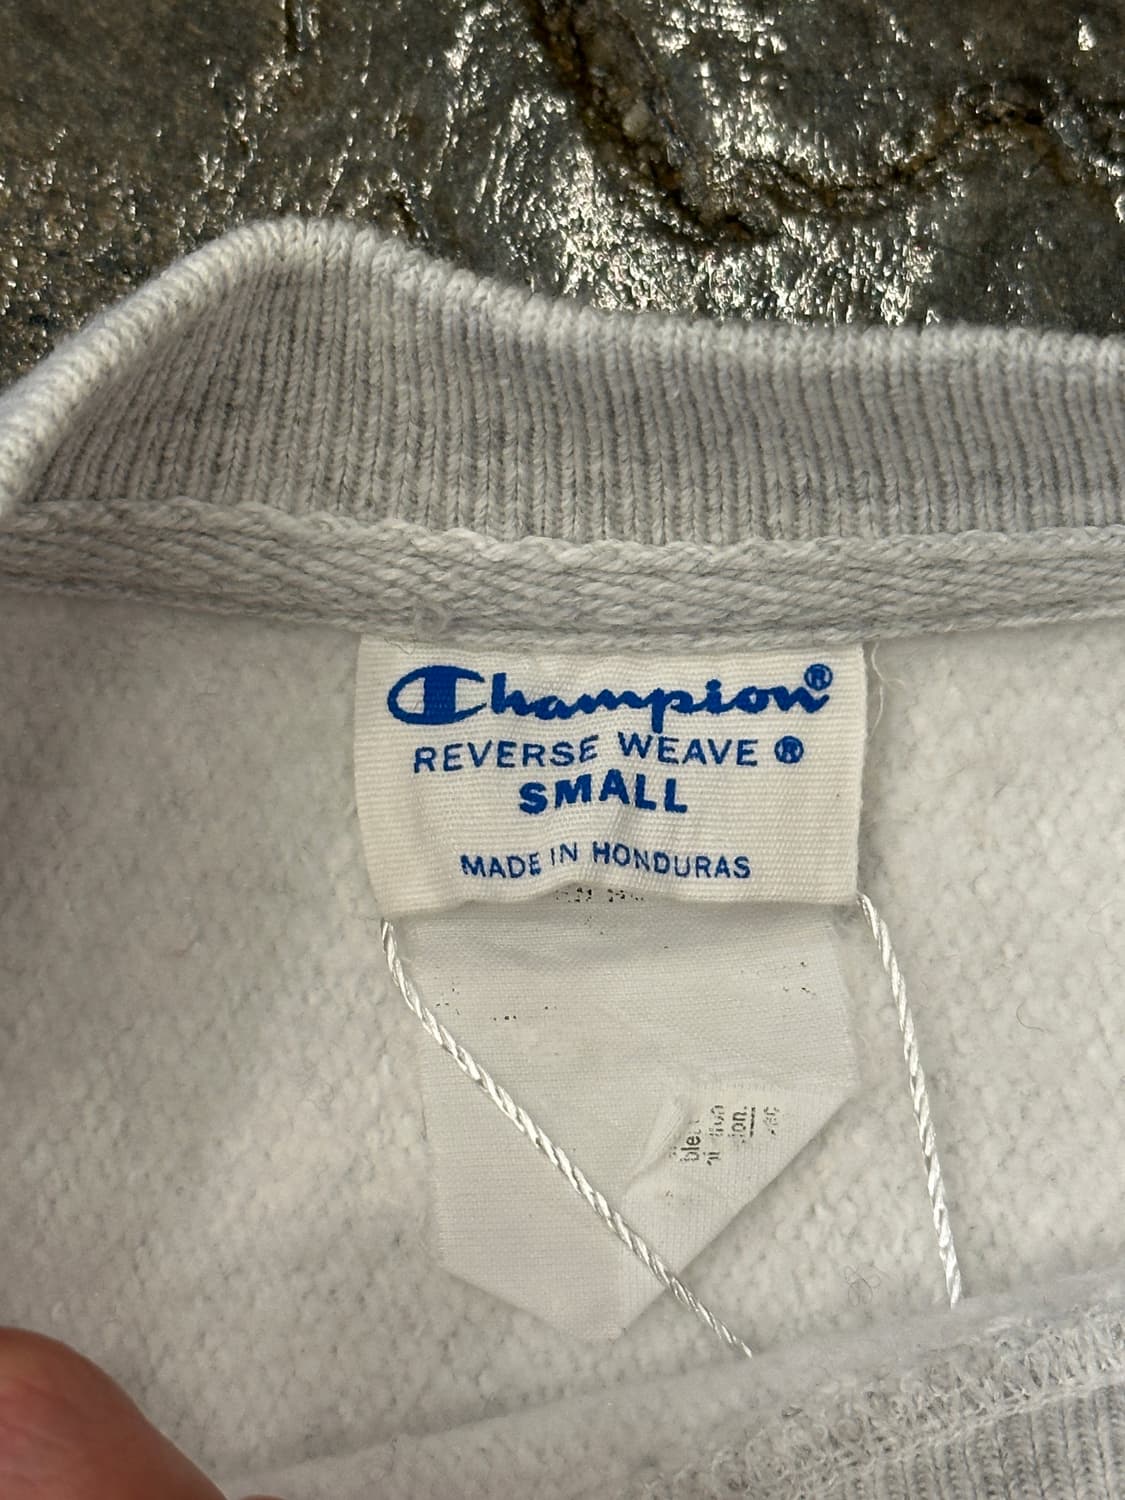 Champion®
REVERSE WEAVE ®
SMALL
MADE IN HONDURAS